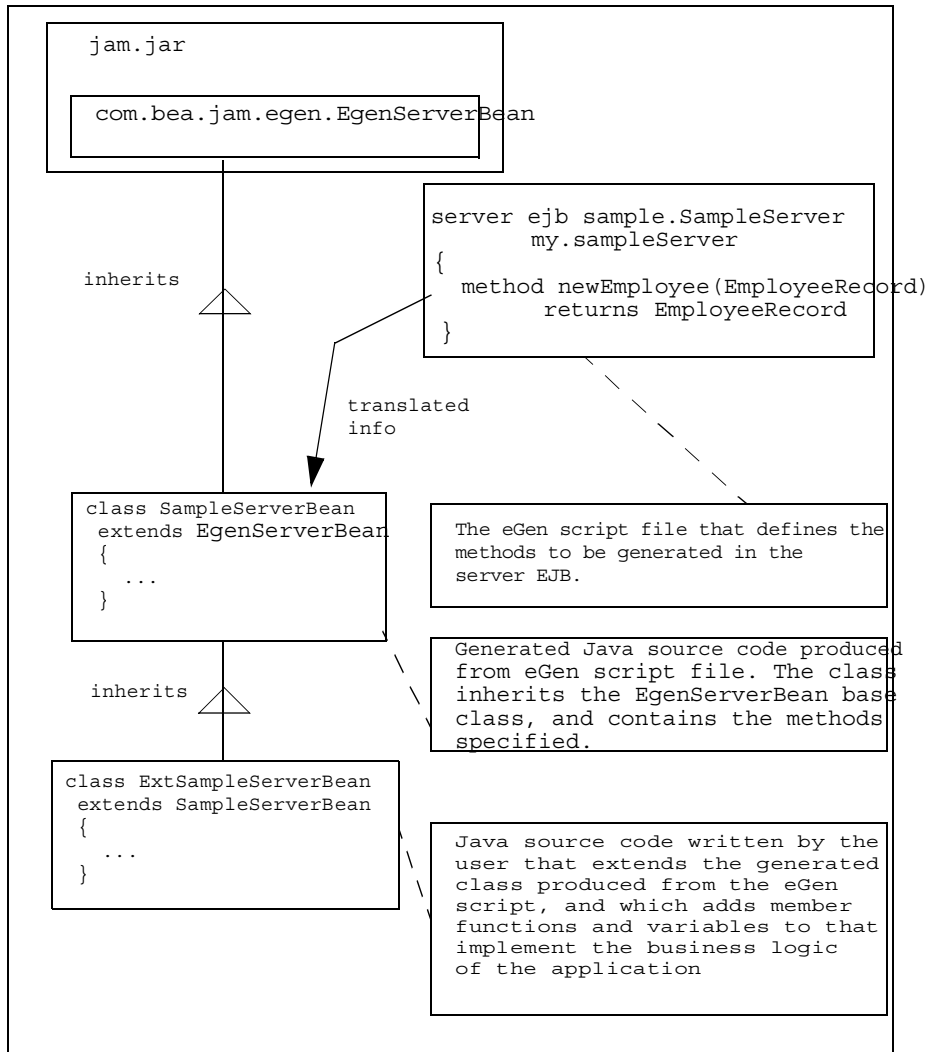 jam.jar
com.bea.jam.egen.EgenServerBean
server ejb sample.SampleServer
my.sampleServer
{
method newEmployee(EmployeeRecord)
returns EmployeeRecord
}
inherits
translated
info
class SampleServerBean
extends EgenServerBean
{
...
}
The eGen script file that defines the
methods to be generated in the
server EJB.
Generated Java source code produced
from eGen script file. The class
inherits the EgenServerBean base
class, and contains the methods
specified.
inherits
class ExtSampleServerBean
extends SampleServerBean
{
...
}
Java source code written by the
user that extends the generated
class produced from the eGen
script, and which adds member
functions and variables to that
implement the business logic
of the application